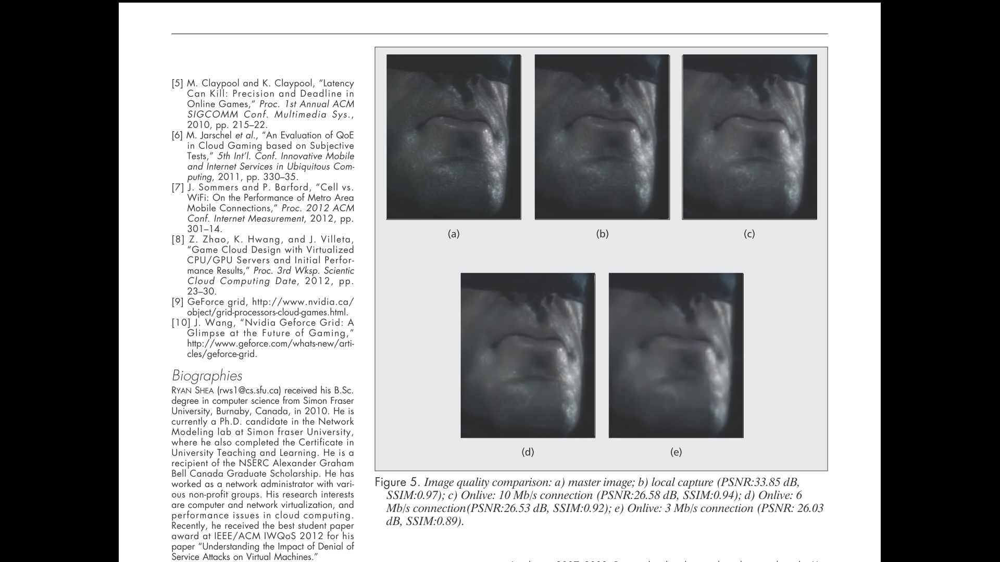 [5] M. Claypool and K. Claypool, “Latency
Can Kill: Precision and Deadline in
Online Games,“ Proc. 1st Annual ACM
SIGCOMM Conf. Multimedia Sys.,
2010, pp. 215–22.
[6] M. Jarschel et al., “An Evaluation of QoE
in Cloud Gaming based on Subjective
Tests,” 5th Int’l. Conf. Innovative Mobile
and Internet Services in Ubiquitous Com-
puting, 2011, pp. 330–35.
[7] J. Sommers and P. Barford, “Cell vs.
WiFi: On the Performance of Metro Area
Mobile Connections,” Proc. 2012 ACM
Conf. Internet Measurement, 2012, pp.
301–14.
[8] Z. Zhao, K. Hwang, and J. Villeta,
“Game Cloud Design with Virtualized
CPU/GPU Servers and Initial Perfor-
mance Results,” Proc. 3rd Wksp. Scientic
Cloud Computing Date, 2012, pp.
23–30.
[9] GeForce grid, http://www.nvidia.ca/
object/grid-processors-cloud-games.html.
[10] J. Wang, “Nvidia Geforce Grid: A
Glimpse at the Future of Gaming,”
http://www.geforce.com/whats-new/arti-
cles/geforce-grid.
Biographies
RYAN SHEA (rws1@cs.sfu.ca) received his B.Sc.
degree in computer science from Simon Fraser
University, Burnaby, Canada, in 2010. He is
currently a Ph.D. candidate in the Network
Modeling lab at Simon fraser University,
where he also completed the Certificate in
University Teaching and Learning. He is a
recipient of the NSERC Alexander Graham
Bell Canada Graduate Scholarship. He has
worked as a network administrator with vari-
ous non-profit groups. His research interests
are computer and network virtualization, and
performance issues in cloud computing.
Recently, he received the best student paper
award at IEEE/ACM IWQoS 2012 for his
paper “Understanding the Impact of Denial of
Service Attacks on Virtual Machines.”
(a)
(b)
(c)
(d)
(e)
Figure 5. Image quality comparison: a) master image; b) local capture (PSNR:33.85 dB,
SSIM:0.97); c) Onlive: 10 Mb/s connection (PSNR:26.58 dB, SSIM:0.94); d) Onlive: 6
Mb/s connection(PSNR:26.53 dB, SSIM:0.92); e) Onlive: 3 Mb/s connection (PSNR: 26.03
dB, SSIM:0.89).